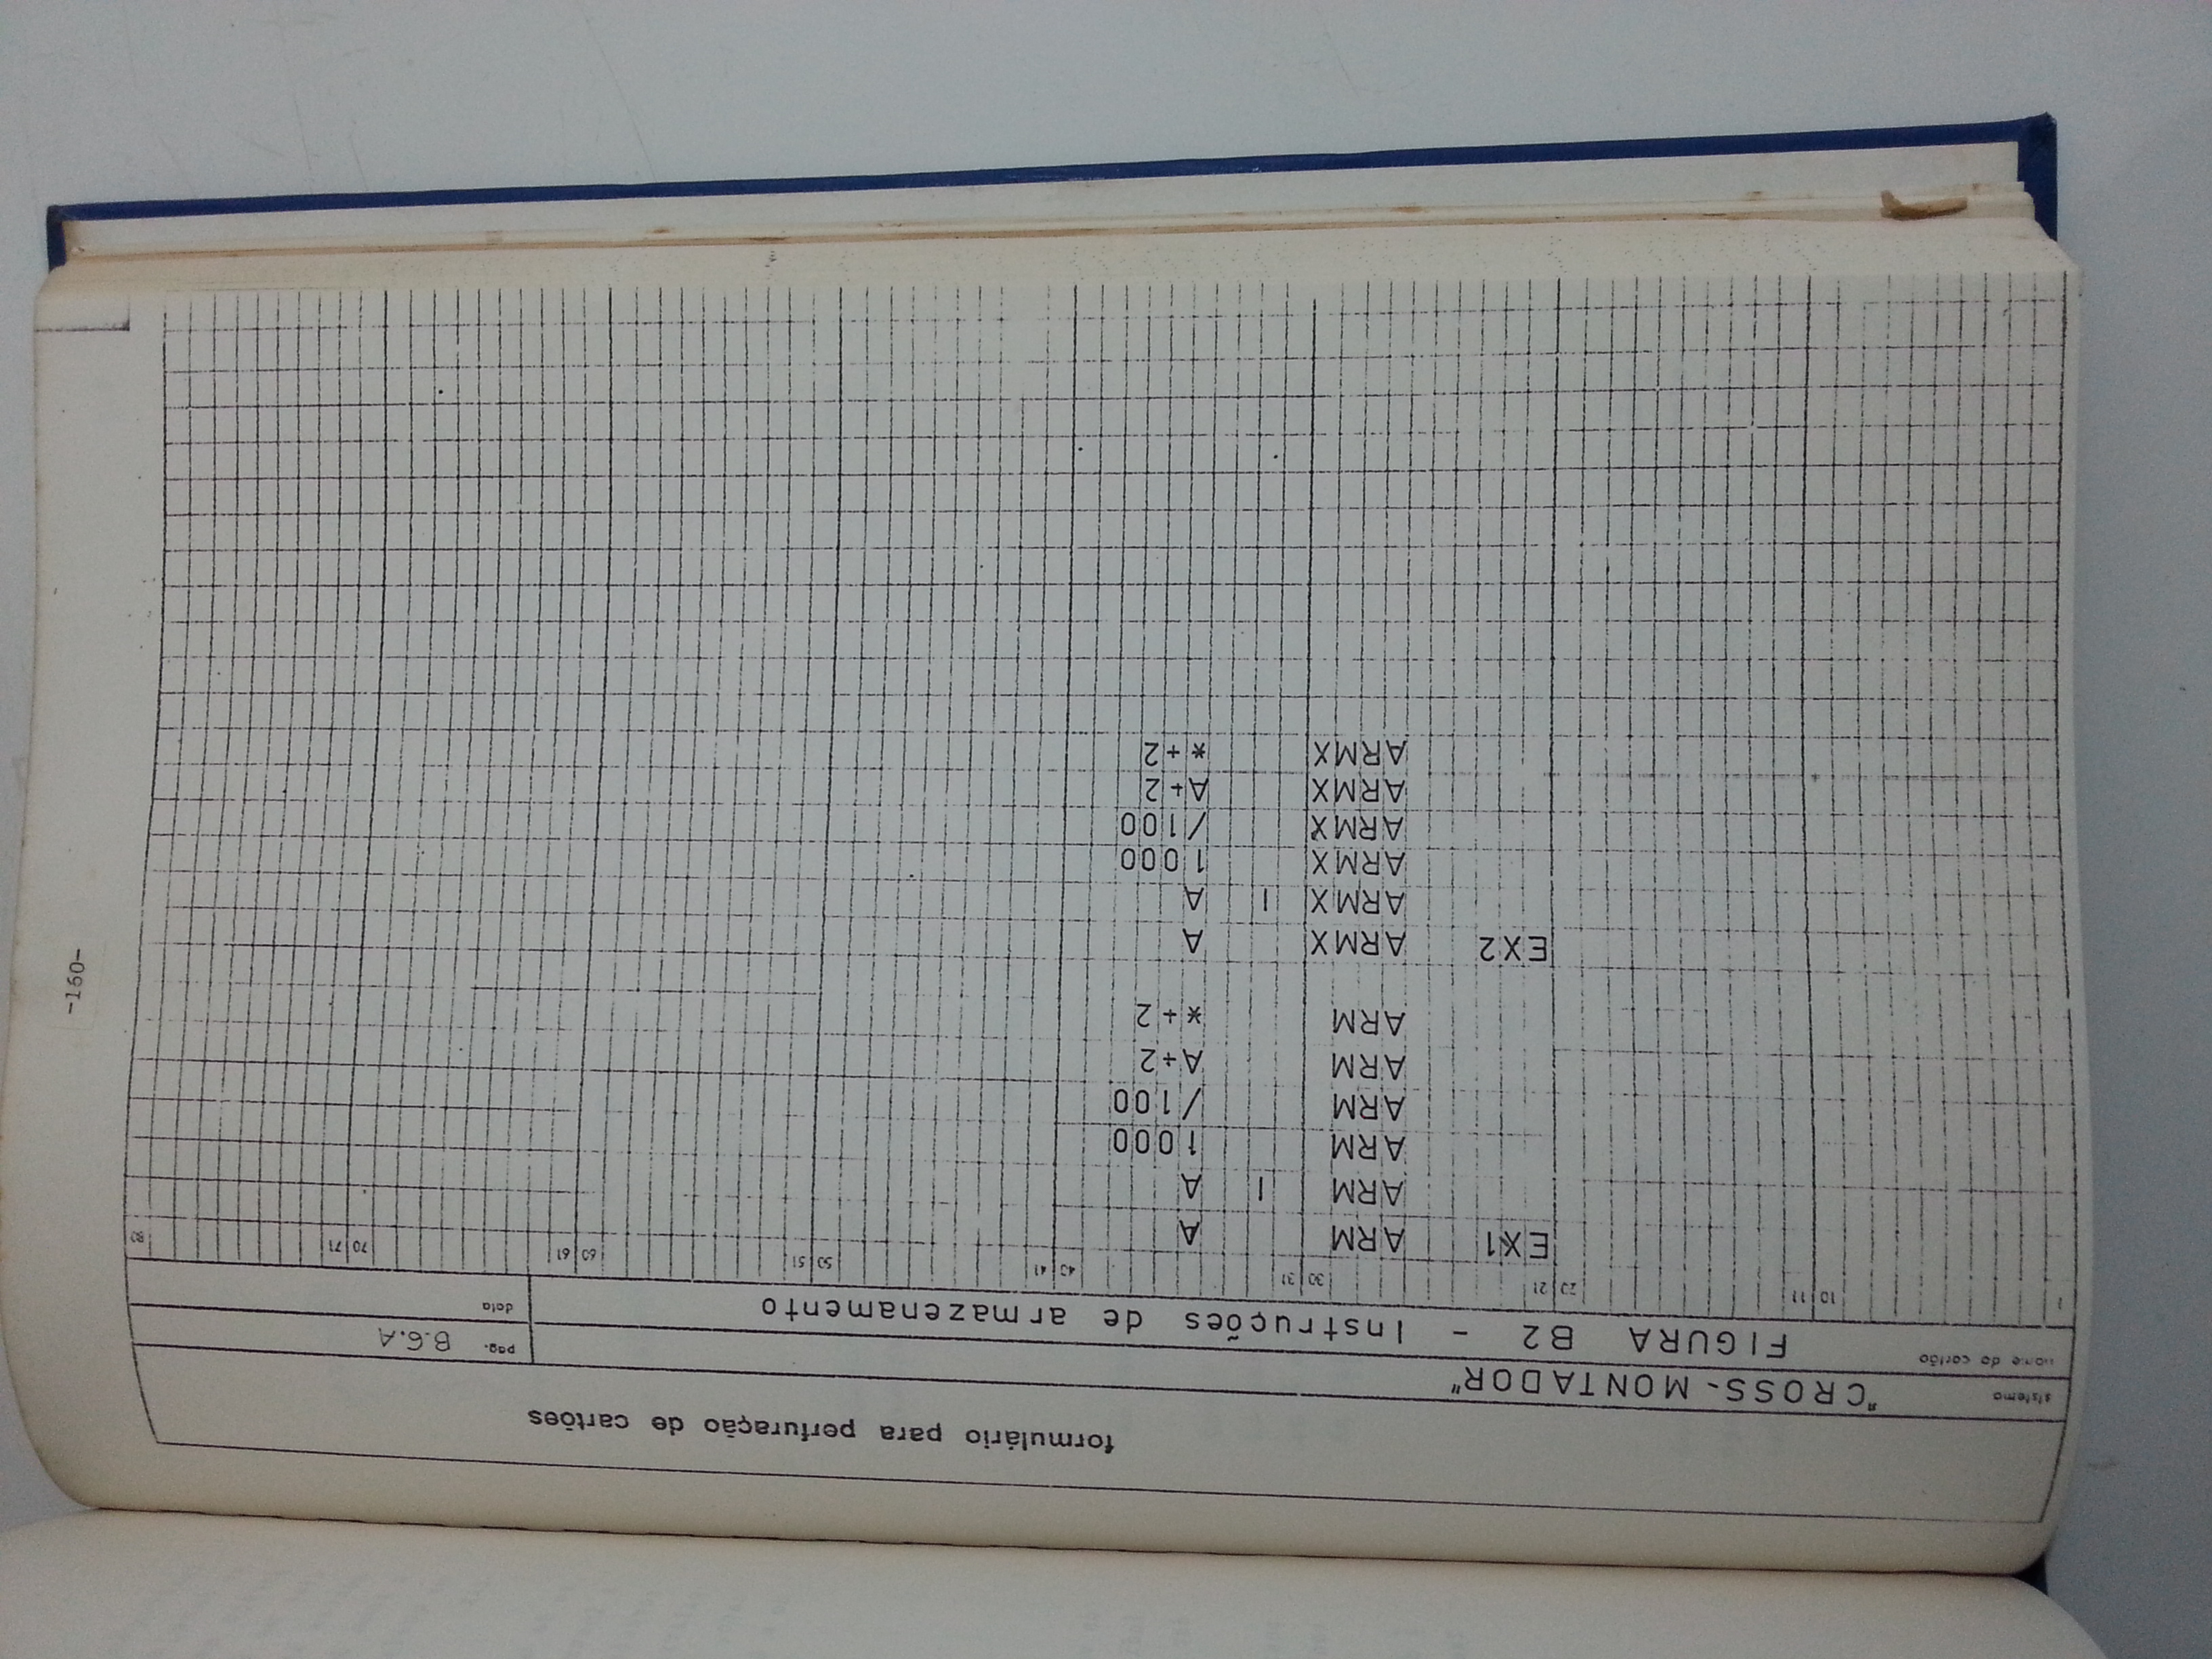 -160-
formulário para perfuração de cartões
sistema "CROSS-MONTADOR"
nome do cartão FIGURA B2 - Instruções de armazenamento
pag. B.6.A
data
1 10 11 20 21 30 31 40 41 50 51 60 61 70 71 80
EX1 ARM A
ARM I A
ARM 1000
ARM /100
ARM A+2
ARM *+2
EX2 ARMX A
ARMX I A
ARMX 1000
ARMX /100
ARMX A+2
ARMX *+2